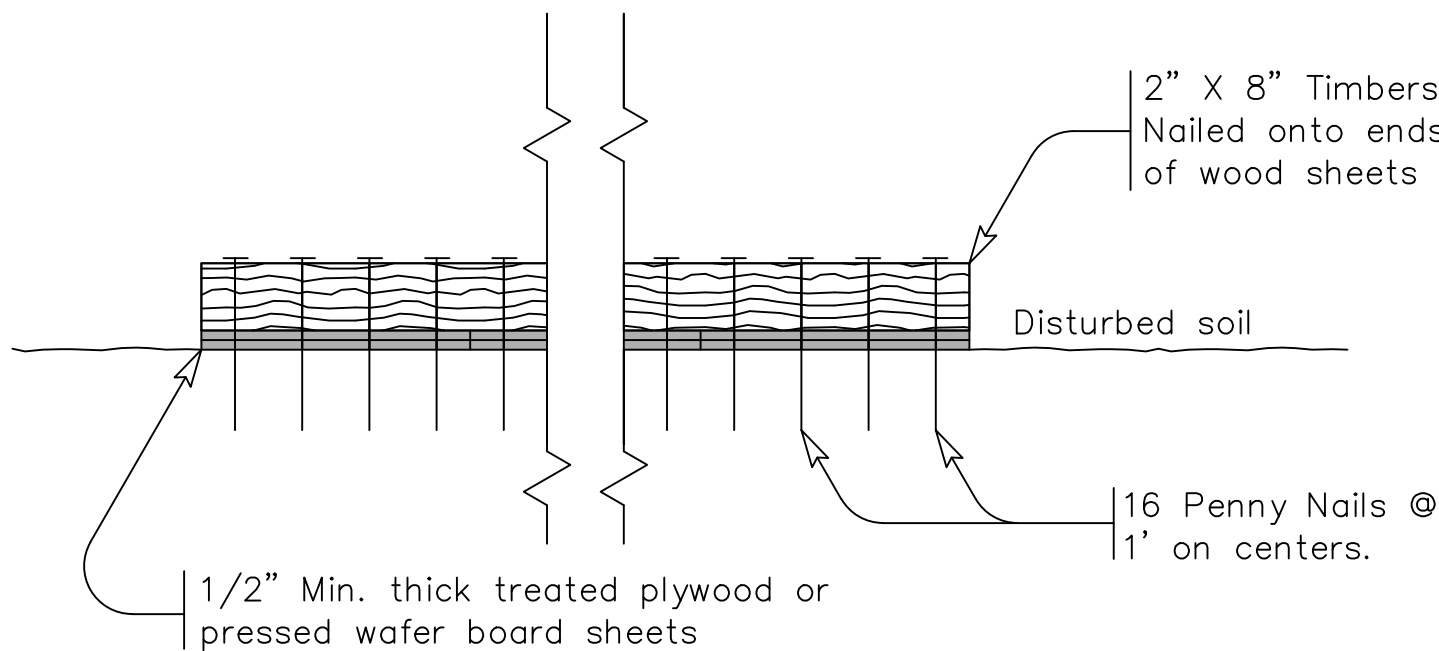 2” X 8” Timbers
Nailed onto ends
of wood sheets
Disturbed soil
16 Penny Nails @
1’ on centers.
1/2” Min. thick treated plywood or
pressed wafer board sheets